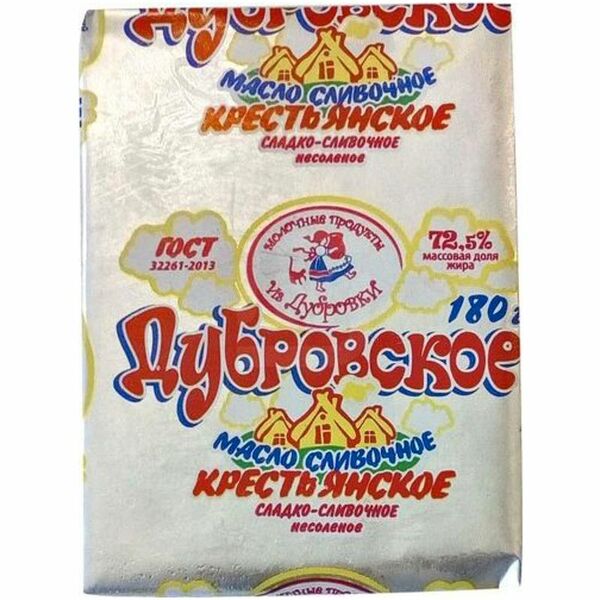 Дубровское
МАСЛО СЛИВОЧНОЕ
КРЕСТЬЯНСКОЕ
СЛАДКО-СЛИВОЧНОЕ
несоленое
МОЛОЧНЫЕ ПРОДУКТЫ
ИЗ ДУБРОВКИ
ГОСТ
32261-2013
72,5%
массовая доля
жира
180 г
ДУБРОВСКОЕ
МАСЛО СЛИВОЧНОЕ
КРЕСТЬЯНСКОЕ
СЛАДКО-СЛИВОЧНОЕ
несоленое